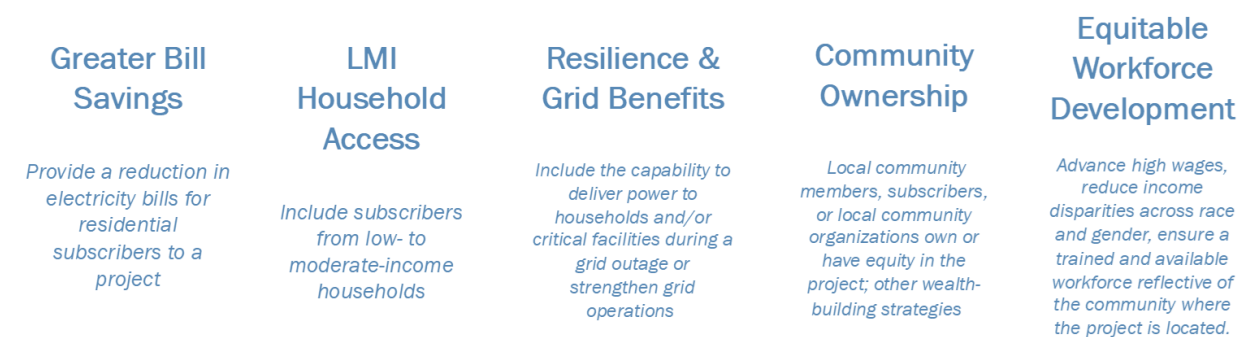 Greater Bill
Savings
Provide a reduction in
electricity bills for
residential
subscribers to a
project
LMI
Household
Access
Include subscribers
from low- to
moderate-income
households
Resilience &
Grid Benefits
Include the capability to
deliver power to
households and/or
critical facilities during a
grid outage or
strengthen grid
operations
Community
Ownership
Local community
members, subscribers,
or local community
organizations own or
have equity in the
project; other wealth-
building strategies
Equitable
Workforce
Development
Advance high wages,
reduce income
disparities across race
and gender, ensure a
trained and available
workforce reflective of
the community where
the project is located.